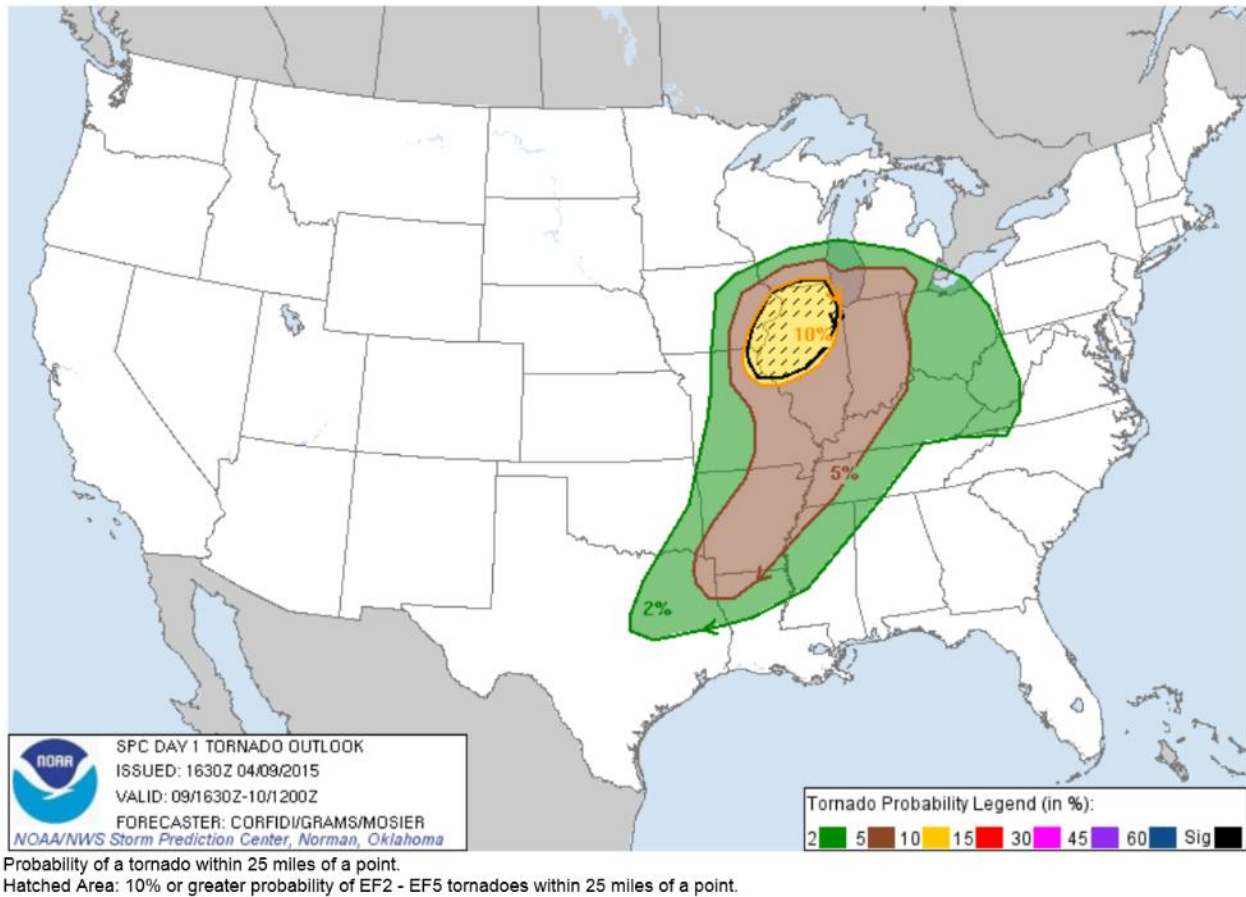 10%
5%
2%
NOAA
SPC DAY 1 TORNADO OUTLOOK
ISSUED: 1630Z 04/09/2015
VALID: 09/1630Z-10/1200Z
FORECASTER: CORFIDI/GRAMS/MOSIER
NOAA/NWS Storm Prediction Center, Norman, Oklahoma
Tornado Probability Legend (in %):
2 5 10 15 30 45 60 Sig
Probability of a tornado within 25 miles of a point.
Hatched Area: 10% or greater probability of EF2 - EF5 tornadoes within 25 miles of a point.